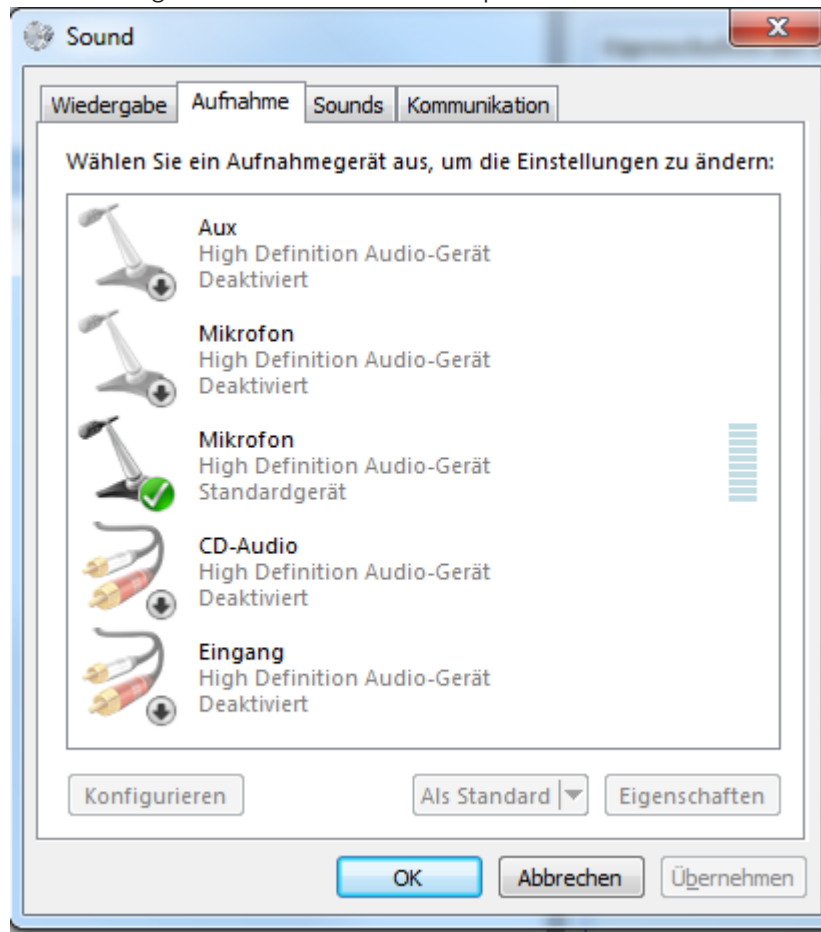 Sound
Wiedergabe Aufnahme Sounds Kommunikation
Wählen Sie ein Aufnahmegerät aus, um die Einstellungen zu ändern:
Aux
High Definition Audio-Gerät
Deaktiviert
Mikrofon
High Definition Audio-Gerät
Deaktiviert
Mikrofon
High Definition Audio-Gerät
Standardgerät
CD-Audio
High Definition Audio-Gerät
Deaktiviert
Eingang
High Definition Audio-Gerät
Deaktiviert
Konfigurieren Als Standard Eigenschaften
OK Abbrechen Übernehmen